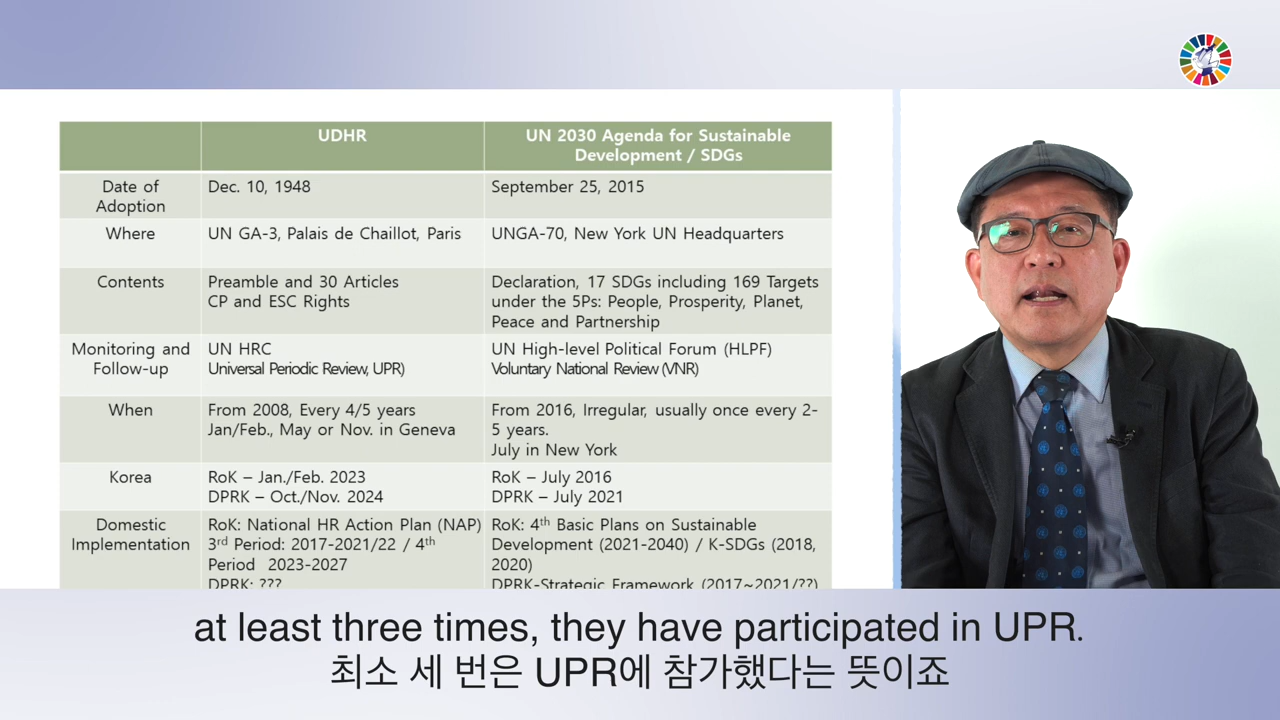 UDHR
UN 2030 Agenda for Sustainable
Development / SDGs
Date of
Adoption
Dec. 10, 1948
September 25, 2015
Where
UN GA-3, Palais de Chaillot, Paris
UNGA-70, New York UN Headquarters
Contents
Preamble and 30 Articles
CP and ESC Rights
Declaration, 17 SDGs including 169 Targets
under the 5Ps: People, Prosperity, Planet,
Peace and Partnership
Monitoring and
Follow-up
UN HRC
Universal Periodic Review, UPR)
UN High-level Political Forum (HLPF)
Voluntary National Review (VNR)
When
From 2008, Every 4/5 years
Jan/Feb., May or Nov. in Geneva
From 2016, Irregular, usually once every 2-
5 years.
July in New York
Korea
RoK – Jan./Feb. 2023
DPRK – Oct./Nov. 2024
RoK – July 2016
DPRK – July 2021
Domestic
Implementation
RoK: National HR Action Plan (NAP)
3rd Period: 2017-2021/22 / 4th
Period 2023-2027
DPRK: ???
RoK: 4th Basic Plans on Sustainable
Development (2021-2040) / K-SDGs (2018,
2020)
DPRK-Strategic Framework (2017~2021/??)
at least three times, they have participated in UPR.
최소 세 번은 UPR에 참가했다는 뜻이죠